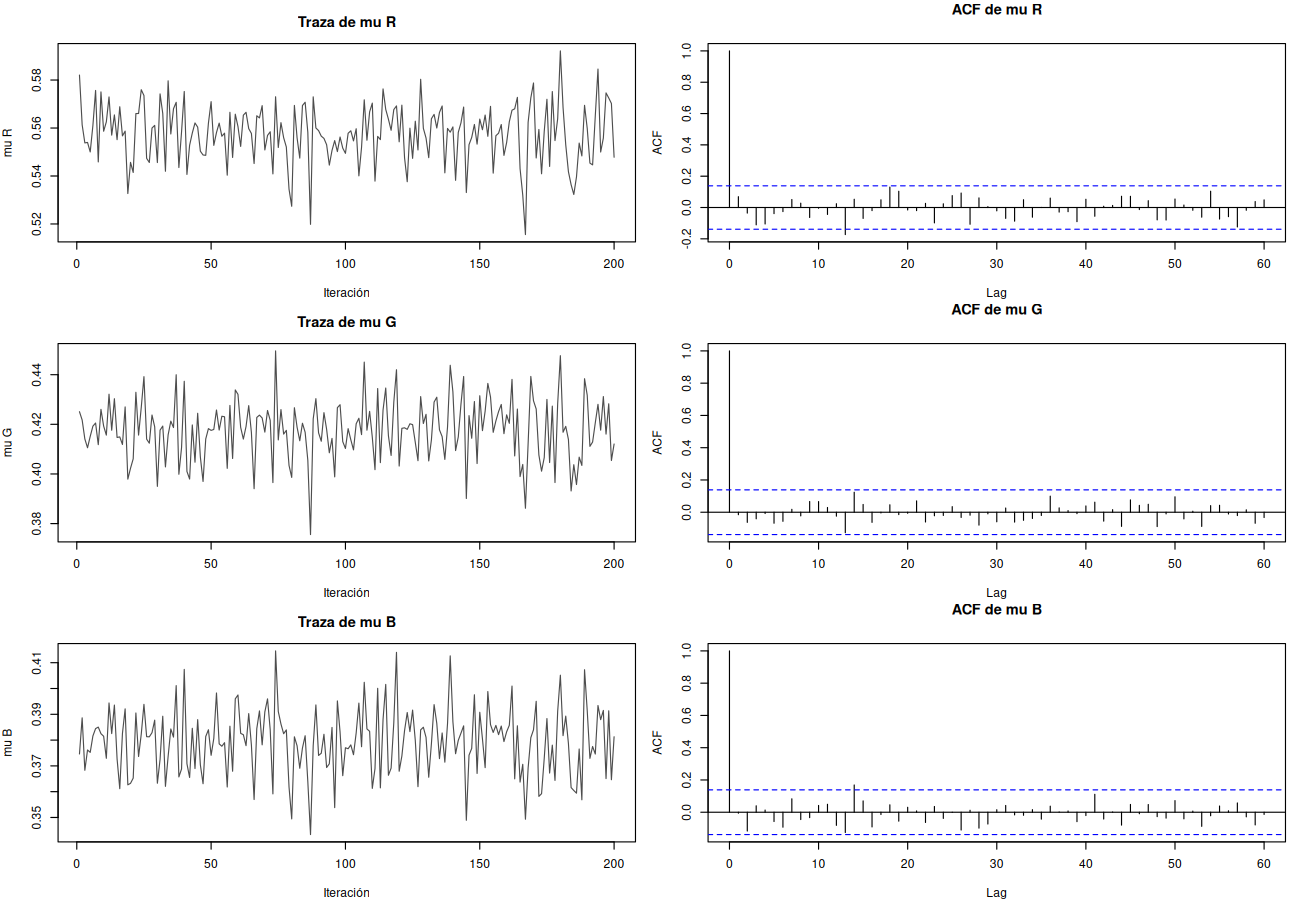 Traza de mu R
mu R
0.52 0.54 0.56 0.58
0 50 100 150 200
Iteración
ACF de mu R
ACF
-0.2 0.0 0.2 0.4 0.6 0.8 1.0
0 10 20 30 40 50 60
Lag
Traza de mu G
mu G
0.38 0.40 0.42 0.44
0 50 100 150 200
Iteración
ACF de mu G
ACF
0.0 0.2 0.4 0.6 0.8 1.0
0 10 20 30 40 50 60
Lag
Traza de mu B
mu B
0.35 0.37 0.39 0.41
0 50 100 150 200
Iteración
ACF de mu B
ACF
0.0 0.2 0.4 0.6 0.8 1.0
0 10 20 30 40 50 60
Lag